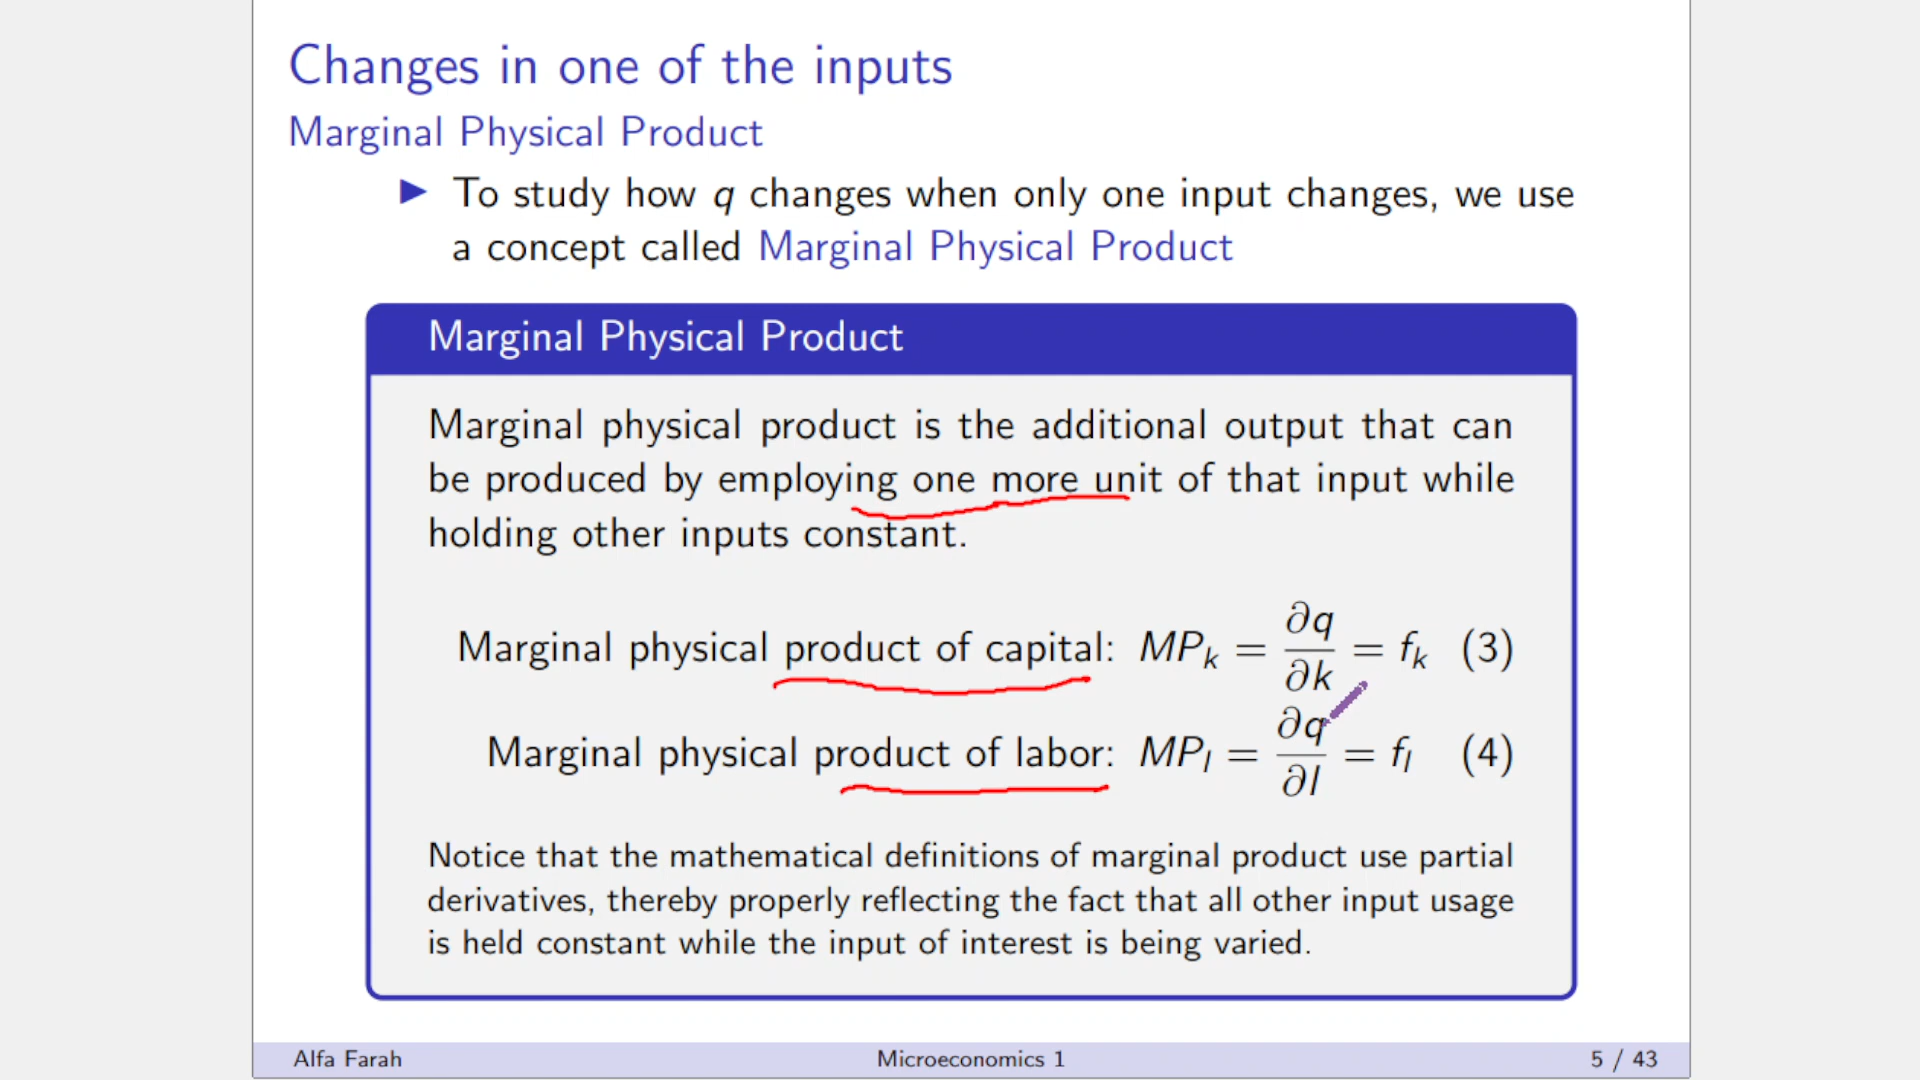 Changes in one of the inputs
Marginal Physical Product
▶ To study how q changes when only one input changes, we use
a concept called Marginal Physical Product
Marginal Physical Product
Marginal physical product is the additional output that can
be produced by employing one more unit of that input while
holding other inputs constant.
Marginal physical product of capital: MPₖ = ∂q/∂k = fₖ (3)
Marginal physical product of labor: MPₗ = ∂q/∂l = fₗ (4)
Notice that the mathematical definitions of marginal product use partial
derivatives, thereby properly reflecting the fact that all other input usage
is held constant while the input of interest is being varied.
Alfa Farah Microeconomics 1 5 / 43